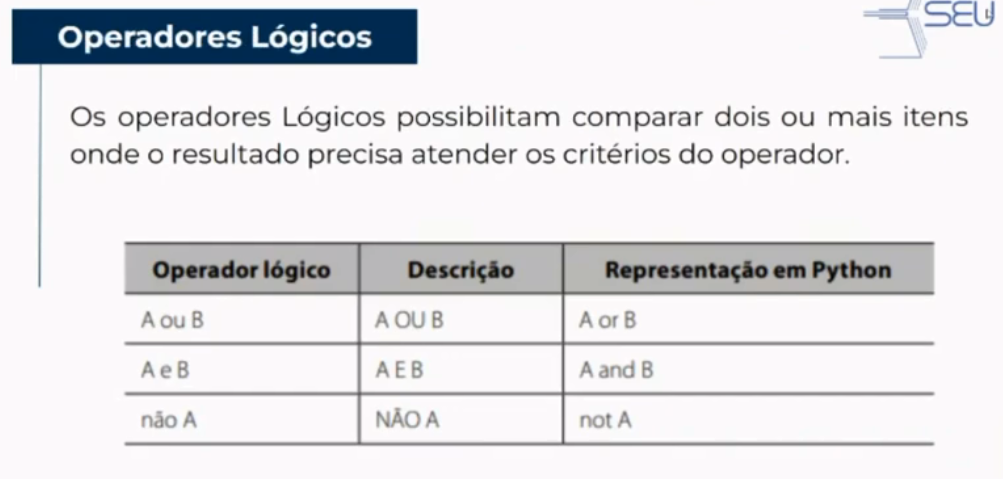 Operadores Lógicos
SEU
Os operadores Lógicos possibilitam comparar dois ou mais itens
onde o resultado precisa atender os critérios do operador.
Operador lógico Descrição Representação em Python
A ou B A OU B A or B
A e B A E B A and B
não A NÃO A not A